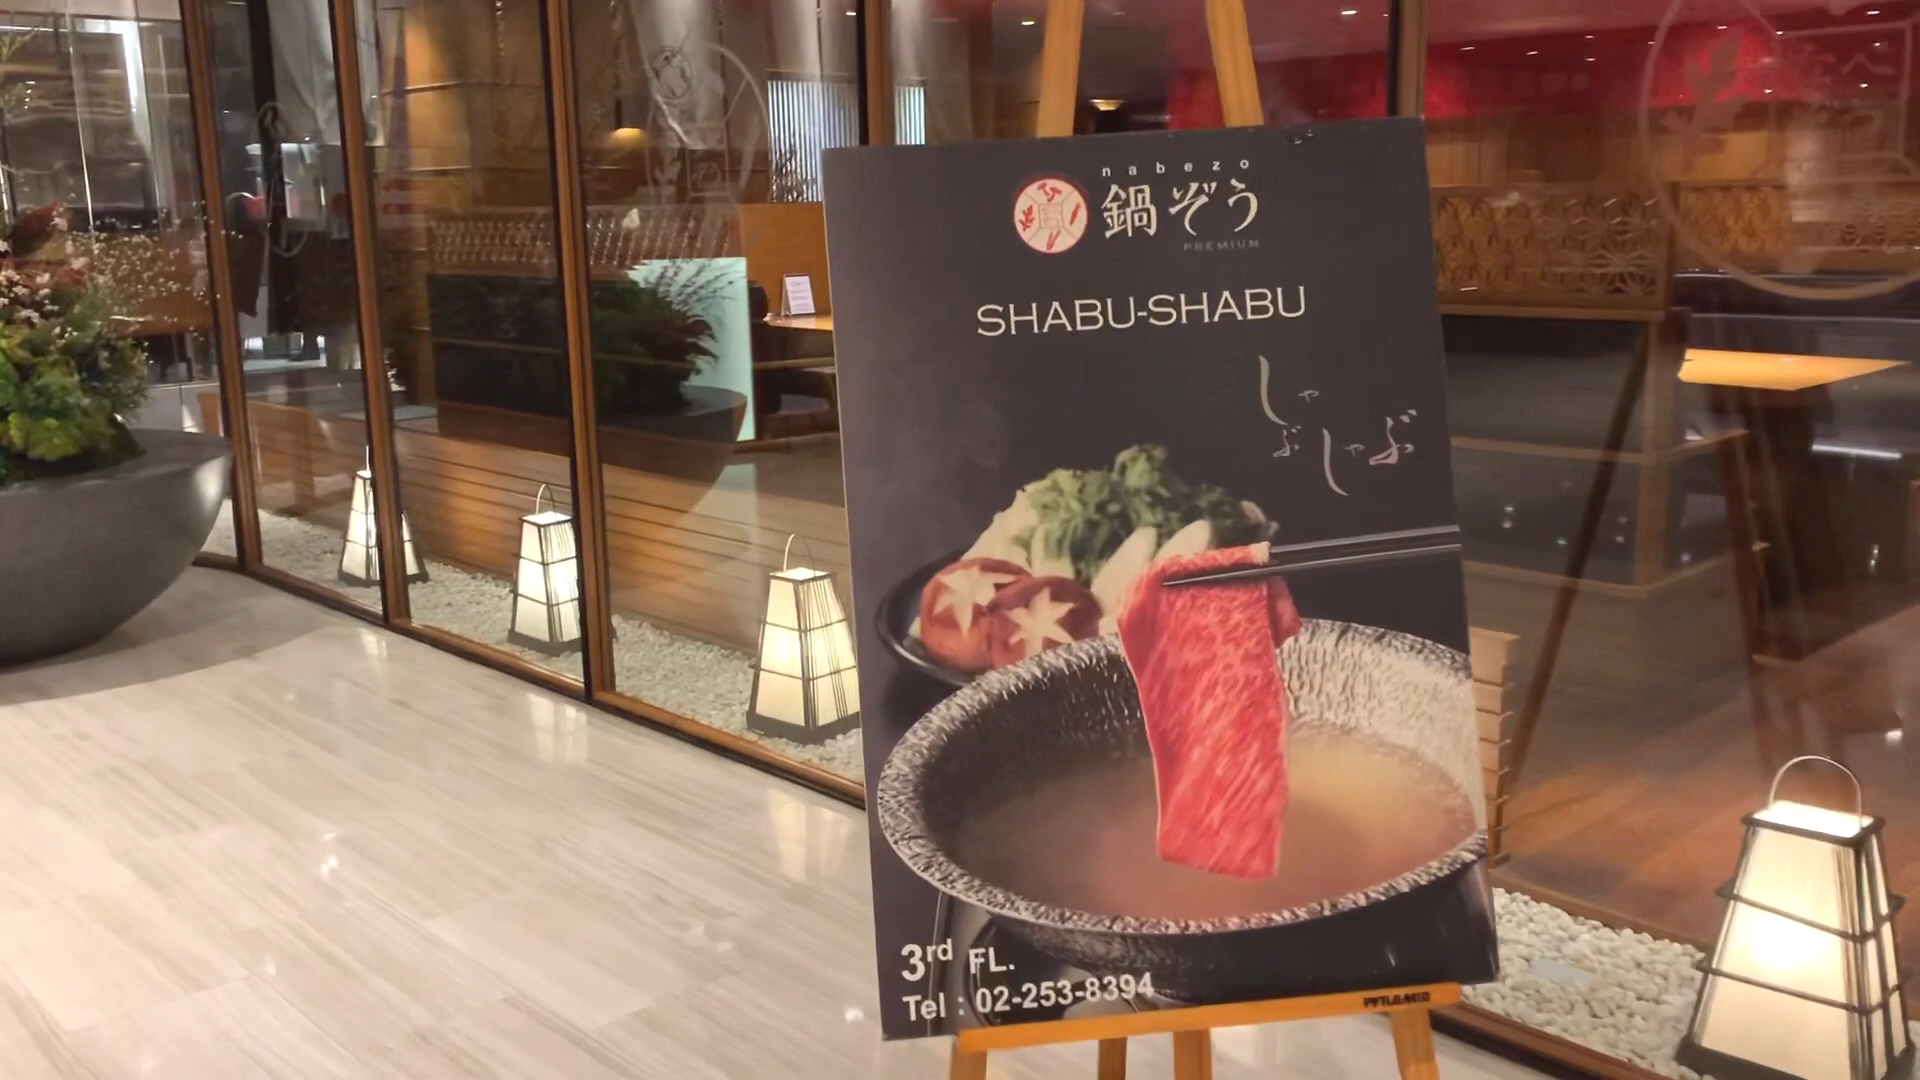 nabezo
鍋ぞう
PREMIUM
SHABU-SHABU
しゃ
ぶ
しゃぶ
3rd FL.
Tel : 02-253-8394
PYRAMID